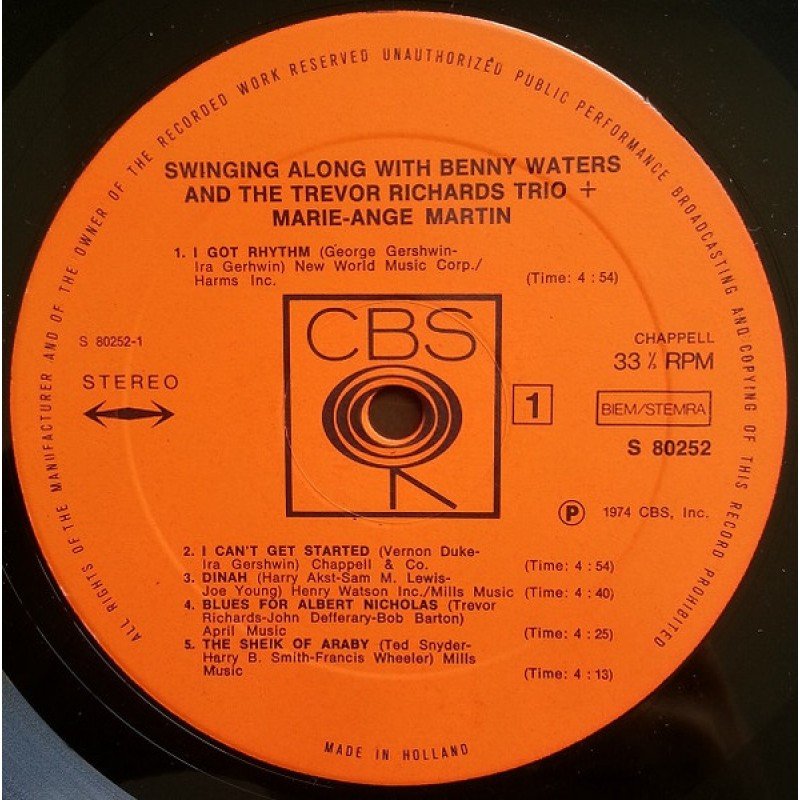 ALL RIGHTS OF THE MANUFACTURER AND OF THE OWNER OF THE RECORDED WORK RESERVED UNAUTHORIZED PUBLIC PERFORMANCE BROADCASTING AND COPYING OF THIS RECORD PROHIBITED
SWINGING ALONG WITH BENNY WATERS
AND THE TREVOR RICHARDS TRIO +
MARIE-ANGE MARTIN
1. I GOT RHYTHM (George Gershwin-
Ira Gerhwin) New World Music Corp./
Harms Inc. (Time: 4 : 54)
CBS
S 80252-1
STEREO
1
CHAPPELL
33 ⅓ RPM
BIEM/STEMRA
S 80252
Ⓟ 1974 CBS, Inc.
2. I CAN'T GET STARTED (Vernon Duke-
Ira Gershwin) Chappell & Co. (Time: 4 : 54)
3. DINAH (Harry Akst-Sam M. Lewis-
Joe Young) Henry Watson Inc./Mills Music (Time: 4 : 40)
4. BLUES FOR ALBERT NICHOLAS (Trevor
Richards-John Defferary-Bob Barton)
April Music (Time: 4 : 25)
5. THE SHEIK OF ARABY (Ted Snyder-
Harry B. Smith-Francis Wheeler) Mills
Music (Time: 4 : 13)
MADE IN HOLLAND